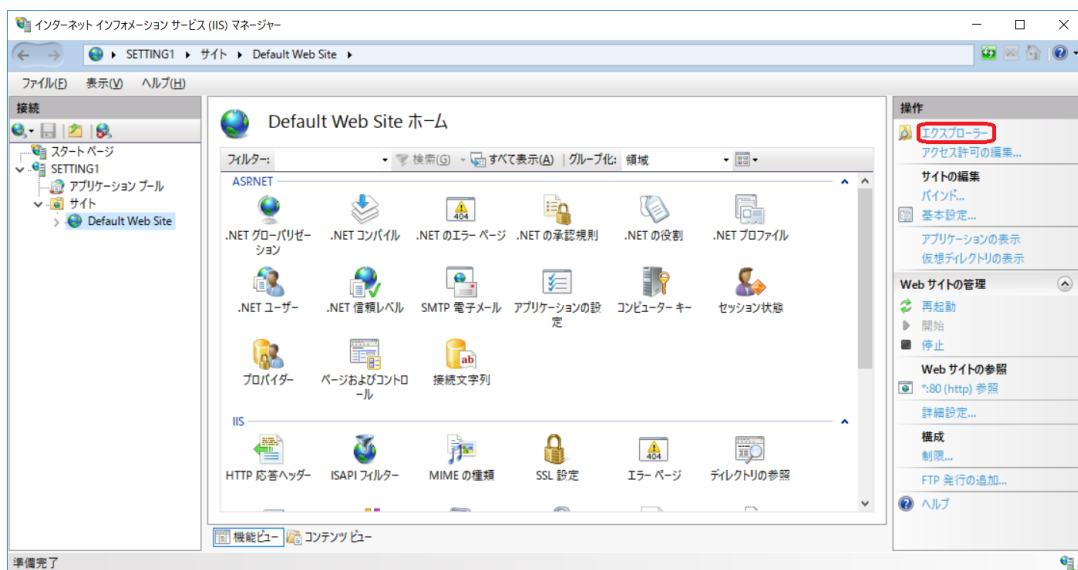 インターネット インフォメーション サービス (IIS) マネージャー
SETTING1 サイト Default Web Site
ファイル(F) 表示(V) ヘルプ(H)
接続
スタート ページ
SETTING1
アプリケーション プール
サイト
Default Web Site
Default Web Site ホーム
フィルター: 検索(G) すべて表示(A) グループ化: 領域
ASP.NET
.NET グローバリゼーション
.NET コンパイル
.NET のエラー ページ
.NET の承認規則
.NET の役割
.NET プロファイル
.NET ユーザー
.NET 信頼レベル
SMTP 電子メール
アプリケーションの設定
コンピューター キー
セッション状態
プロバイダー
ページおよびコントロール
接続文字列
IIS
HTTP 応答ヘッダー
ISAPI フィルター
MIME の種類
SSL 設定
エラー ページ
ディレクトリの参照
機能ビュー コンテンツ ビュー
操作
エクスプローラー
アクセス許可の編集...
サイトの編集
バインド...
基本設定...
アプリケーションの表示
仮想ディレクトリの表示
Web サイトの管理
再起動
開始
停止
Web サイトの参照
*:80 (http) 参照
詳細設定...
構成
制限...
FTP 発行の追加...
ヘルプ
準備完了